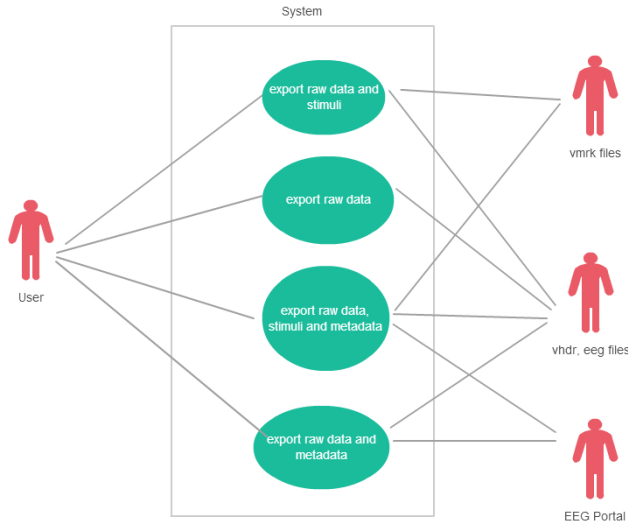 System
export raw data and
stimuli
vmrk files
export raw data
User
export raw data,
stimuli and metadata
vhdr, eeg files
export raw data and
metadata
EEG Portal